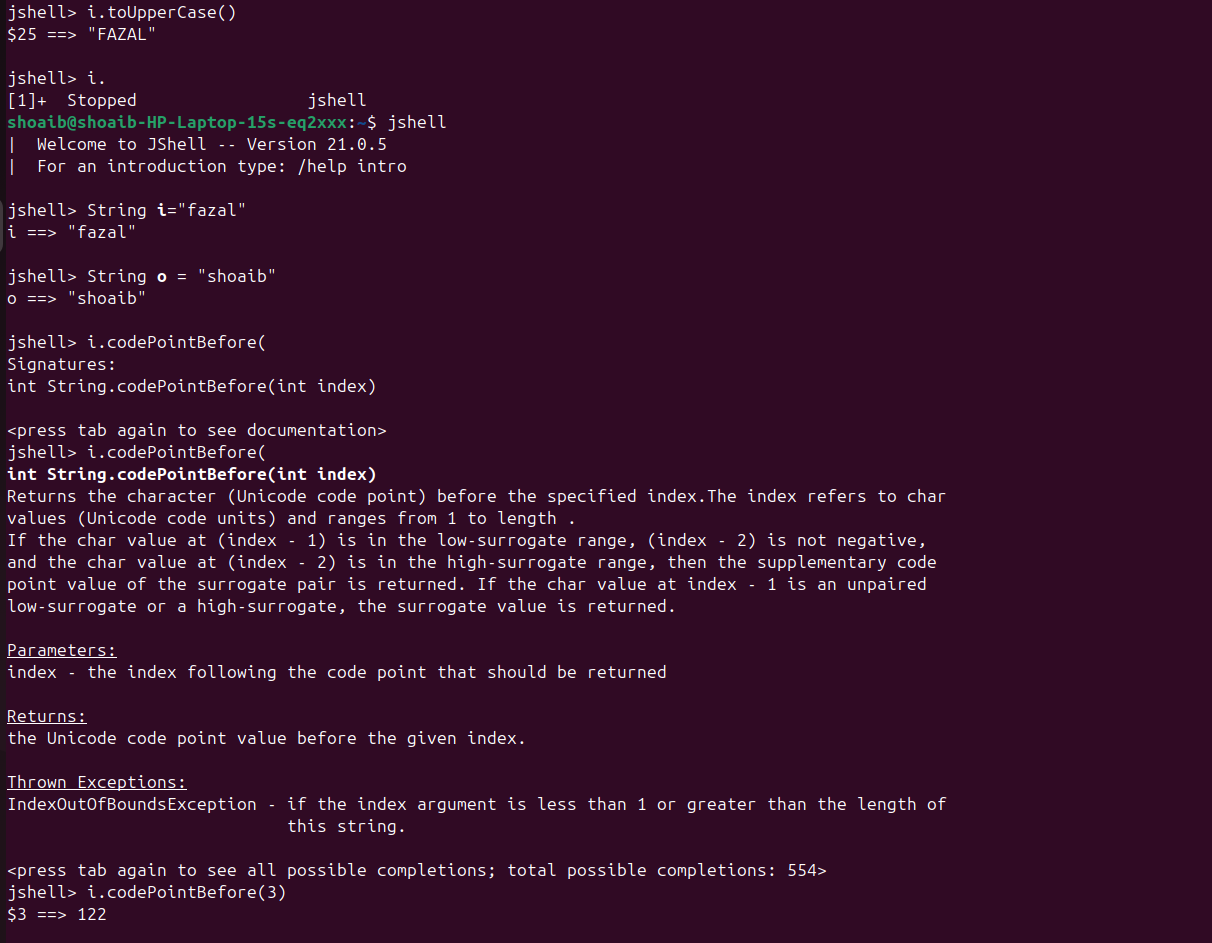 jshell> i.toUpperCase()
$25 ==> "FAZAL"
jshell> i.
[1]+  Stopped                 jshell
shoaib@shoaib-HP-Laptop-15s-eq2xxx:~$ jshell
|  Welcome to JShell -- Version 21.0.5
|  For an introduction type: /help intro
jshell> String i="fazal"
i ==> "fazal"
jshell> String o = "shoaib"
o ==> "shoaib"
jshell> i.codePointBefore(
Signatures:
int String.codePointBefore(int index)
<press tab again to see documentation>
jshell> i.codePointBefore(
int String.codePointBefore(int index)
Returns the character (Unicode code point) before the specified index.The index refers to char
values (Unicode code units) and ranges from 1 to length .
If the char value at (index - 1) is in the low-surrogate range, (index - 2) is not negative,
and the char value at (index - 2) is in the high-surrogate range, then the supplementary code
point value of the surrogate pair is returned. If the char value at index - 1 is an unpaired
low-surrogate or a high-surrogate, the surrogate value is returned.
Parameters:
index - the index following the code point that should be returned
Returns:
the Unicode code point value before the given index.
Thrown Exceptions:
IndexOutOfBoundsException - if the index argument is less than 1 or greater than the length of
                            this string.
<press tab again to see all possible completions; total possible completions: 554>
jshell> i.codePointBefore(3)
$3 ==> 122